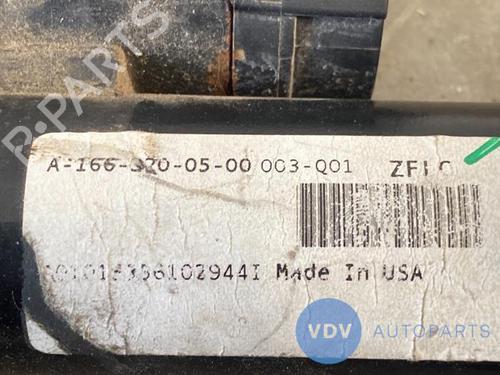 B-PARTS
A-166-320-05-00 003-Q01 ZFLS
Made In USA
VDV AUTOPARTS